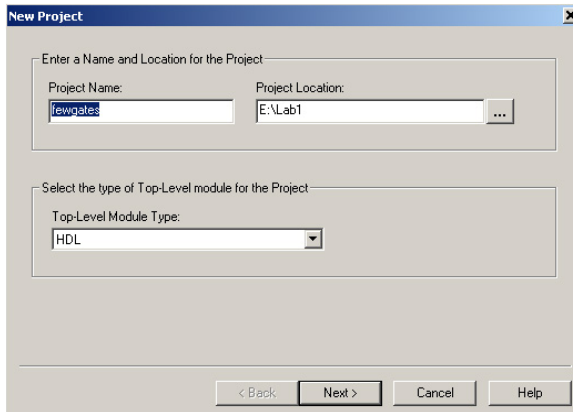 New Project
Enter a Name and Location for the Project
Project Name:
Project Location:
fewgates
E:\Lab1
...
Select the type of Top-Level module for the Project
Top-Level Module Type:
HDL
< Back
Next >
Cancel
Help